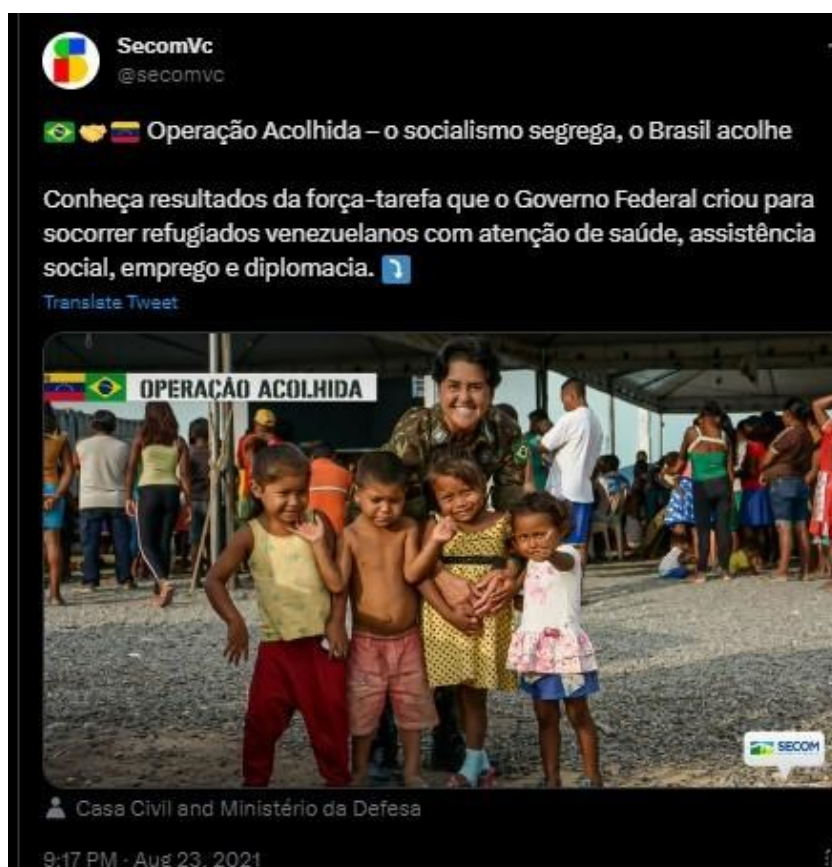 SecomVc
@secomvc
Operação Acolhida – o socialismo segrega, o Brasil acolhe
Conheça resultados da força-tarefa que o Governo Federal criou para
socorrer refugiados venezuelanos com atenção de saúde, assistência
social, emprego e diplomacia.
Translate Tweet
OPERAÇÃO ACOLHIDA
SECOM
Casa Civil and Ministério da Defesa
9:17 PM · Aug 23, 2021